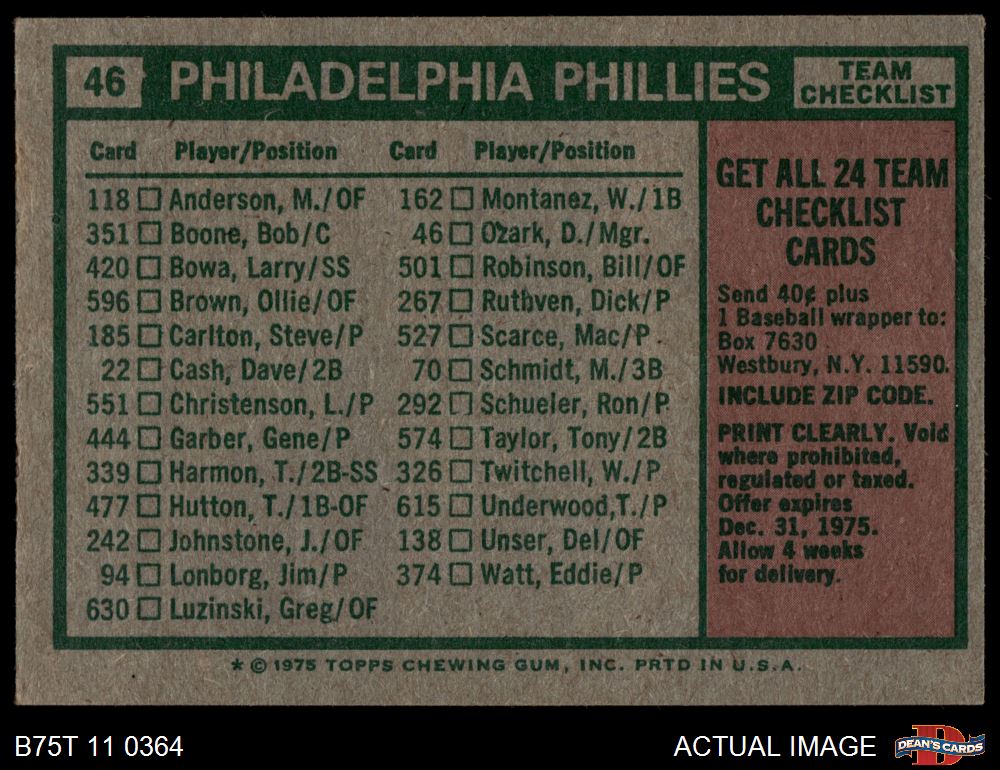 46 PHILADELPHIA PHILLIES TEAM CHECKLIST
Card Player/Position Card Player/Position
118 Anderson, M./OF 162 Montanez, W./1B
351 Boone, Bob/C 46 Ozark, D./Mgr.
420 Bowa, Larry/SS 501 Robinson, Bill/OF
596 Brown, Ollie/OF 267 Ruthven, Dick/P
185 Carlton, Steve/P 527 Scarce, Mac/P
22 Cash, Dave/2B 70 Schmidt, M./3B
551 Christenson, L./P 292 Schueler, Ron/P
444 Garber, Gene/P 574 Taylor, Tony/2B
339 Harmon, T./2B-SS 326 Twitchell, W./P
477 Hutton, T./1B-OF 615 Underwood,T./P
242 Johnstone, J./OF 138 Unser, Del/OF
94 Lonborg, Jim/P 374 Watt, Eddie/P
630 Luzinski, Greg/OF
GET ALL 24 TEAM
CHECKLIST
CARDS
Send 40¢ plus
1 Baseball wrapper to:
Box 7630
Westbury, N.Y. 11590.
INCLUDE ZIP CODE.
PRINT CLEARLY. Void
where prohibited,
regulated or taxed.
Offer expires
Dec. 31, 1975.
Allow 4 weeks
for delivery.
* © 1975 TOPPS CHEWING GUM, INC. PRTD IN U.S.A.
B75T 11 0364 ACTUAL IMAGE DEAN'S CARDS